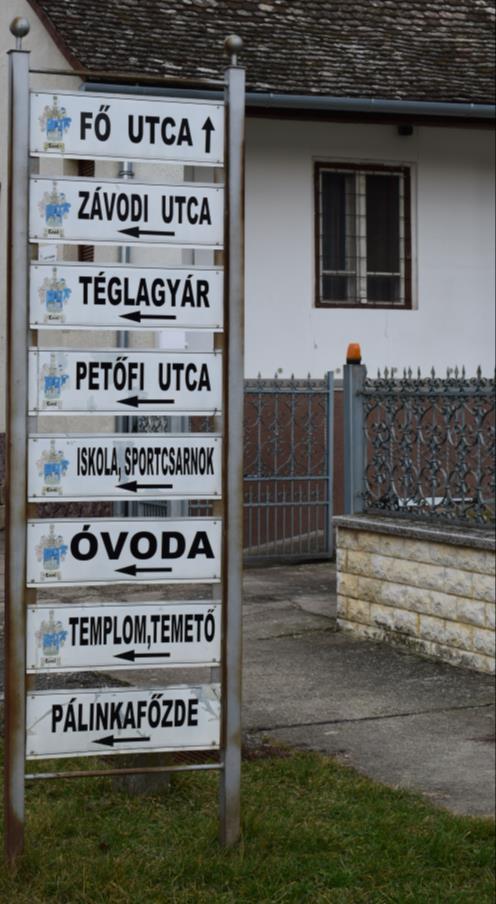 FŐ UTCA
ZÁVODI UTCA
TÉGLAGYÁR
PETŐFI UTCA
ISKOLA, SPORTCSARNOK
ÓVODA
TEMPLOM,TEMETŐ
PÁLINKAFŐZDE